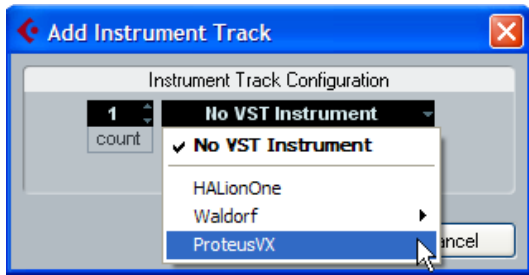 Add Instrument Track
Instrument Track Configuration
1 No VST Instrument
count
No VST Instrument
HALionOne
Waldorf
ProteusVX
ancel